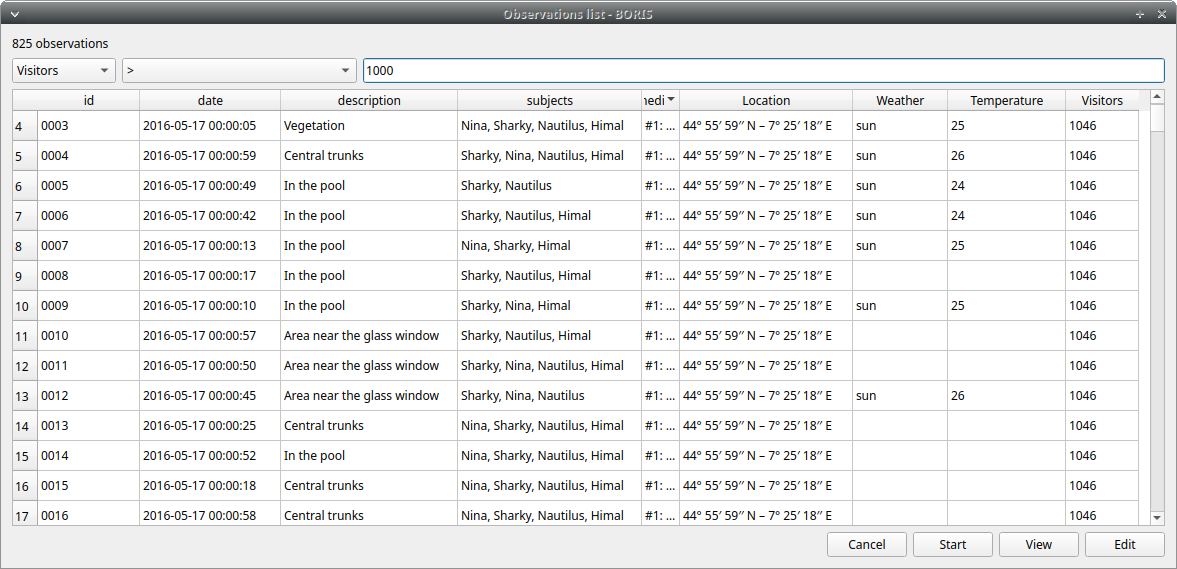 Observations list - BORIS
825 observations
Visitors > 1000
id date description subjects nedi Location Weather Temperature Visitors
4 0003 2016-05-17 00:00:05 Vegetation Nina, Sharky, Nautilus, Himal #1: ... 44° 55′ 59′′ N – 7° 25′ 18′′ E sun 25 1046
5 0004 2016-05-17 00:00:59 Central trunks Sharky, Nina, Nautilus, Himal #1: ... 44° 55′ 59′′ N – 7° 25′ 18′′ E sun 26 1046
6 0005 2016-05-17 00:00:49 In the pool Sharky, Nautilus #1: ... 44° 55′ 59′′ N – 7° 25′ 18′′ E sun 24 1046
7 0006 2016-05-17 00:00:42 In the pool Sharky, Nautilus, Himal #1: ... 44° 55′ 59′′ N – 7° 25′ 18′′ E sun 24 1046
8 0007 2016-05-17 00:00:13 In the pool Nina, Sharky, Himal #1: ... 44° 55′ 59′′ N – 7° 25′ 18′′ E sun 25 1046
9 0008 2016-05-17 00:00:17 In the pool Sharky, Nautilus, Himal #1: ... 44° 55′ 59′′ N – 7° 25′ 18′′ E 1046
10 0009 2016-05-17 00:00:10 In the pool Sharky, Nina, Himal #1: ... 44° 55′ 59′′ N – 7° 25′ 18′′ E sun 25 1046
11 0010 2016-05-17 00:00:57 Area near the glass window Sharky, Nautilus, Himal #1: ... 44° 55′ 59′′ N – 7° 25′ 18′′ E 1046
12 0011 2016-05-17 00:00:50 Area near the glass window Sharky, Nina, Nautilus, Himal #1: ... 44° 55′ 59′′ N – 7° 25′ 18′′ E 1046
13 0012 2016-05-17 00:00:45 Area near the glass window Sharky, Nina, Nautilus #1: ... 44° 55′ 59′′ N – 7° 25′ 18′′ E sun 26 1046
14 0013 2016-05-17 00:00:25 Central trunks Nina, Sharky, Nautilus, Himal #1: ... 44° 55′ 59′′ N – 7° 25′ 18′′ E 1046
15 0014 2016-05-17 00:00:52 In the pool Nina, Sharky, Nautilus, Himal #1: ... 44° 55′ 59′′ N – 7° 25′ 18′′ E 1046
16 0015 2016-05-17 00:00:18 Central trunks Nina, Sharky, Nautilus, Himal #1: ... 44° 55′ 59′′ N – 7° 25′ 18′′ E 1046
17 0016 2016-05-17 00:00:58 Central trunks Nina, Sharky, Nautilus, Himal #1: ... 44° 55′ 59′′ N – 7° 25′ 18′′ E 1046
Cancel Start View Edit